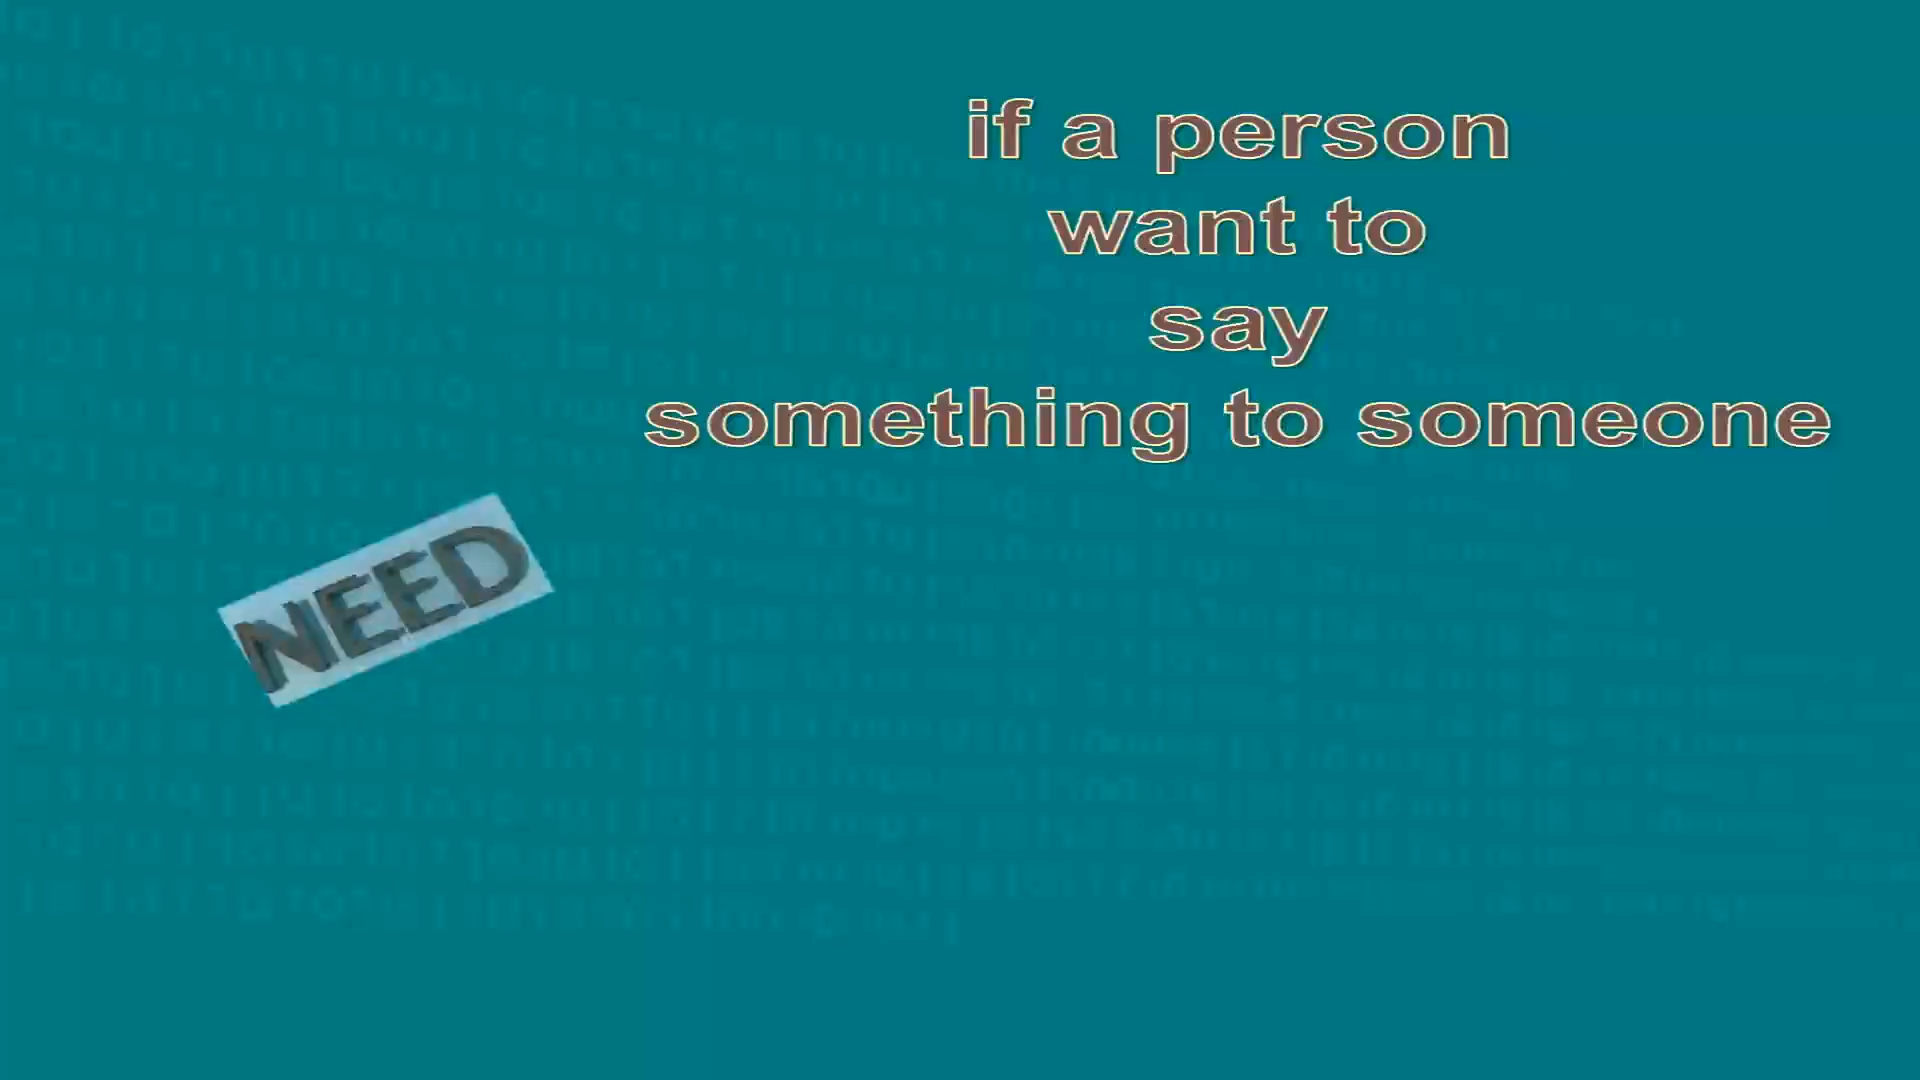 if a person
want to
say
something to someone
NEED